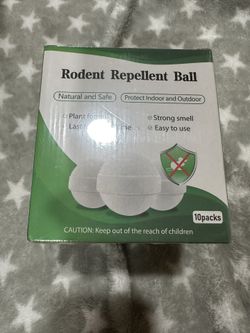 Rodent Repellent Ball
Natural and Safe
Protect Indoor and Outdoor
Strong smell
Easy to use
10packs
CAUTION: Keep out of the reach of children